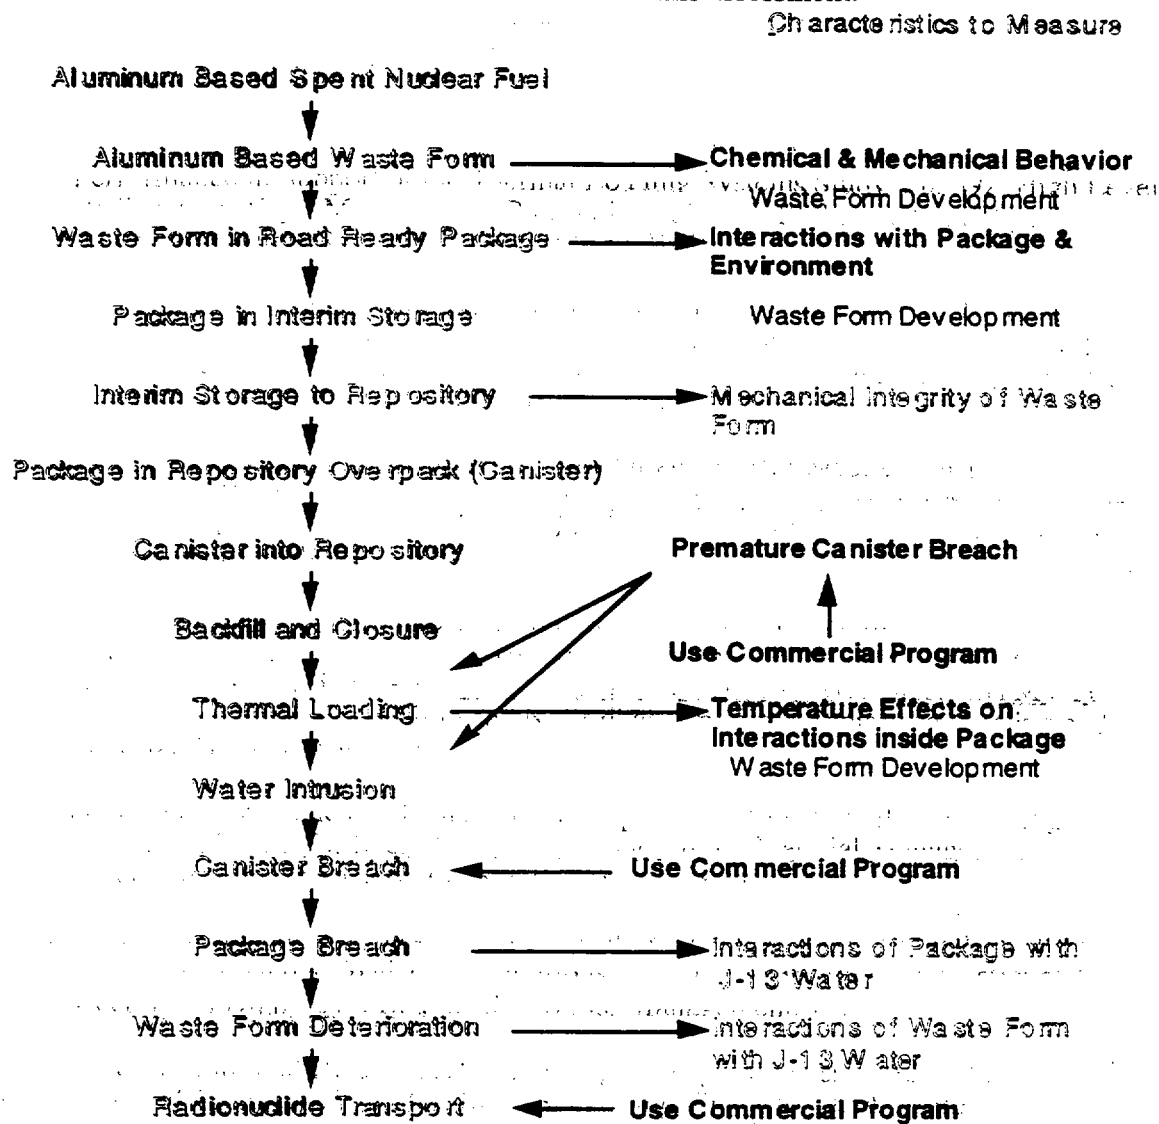 Characteristics to Measure
Aluminum Based Spent Nuclear Fuel
Aluminum Based Waste Form
Chemical & Mechanical Behavior
Waste Form Development
Waste Form in Road Ready Package
Interactions with Package &
Environment
Package in Interim Storage
Waste Form Development
Interim Storage to Repository
Mechanical Integrity of Waste
Form
Package in Repository Overpack (Canister)
Canister into Repository
Premature Canister Breach
Backfill and Closure
Use Commercial Program
Thermal Loading
Temperature Effects on
Interactions inside Package
Waste Form Development
Water Intrusion
Canister Breach
Use Commercial Program
Package Breach
Interactions of Package with
J-13 Water
Waste Form Deterioration
Interactions of Waste Form
with J-13 Water
Radionuclide Transport
Use Commercial Program